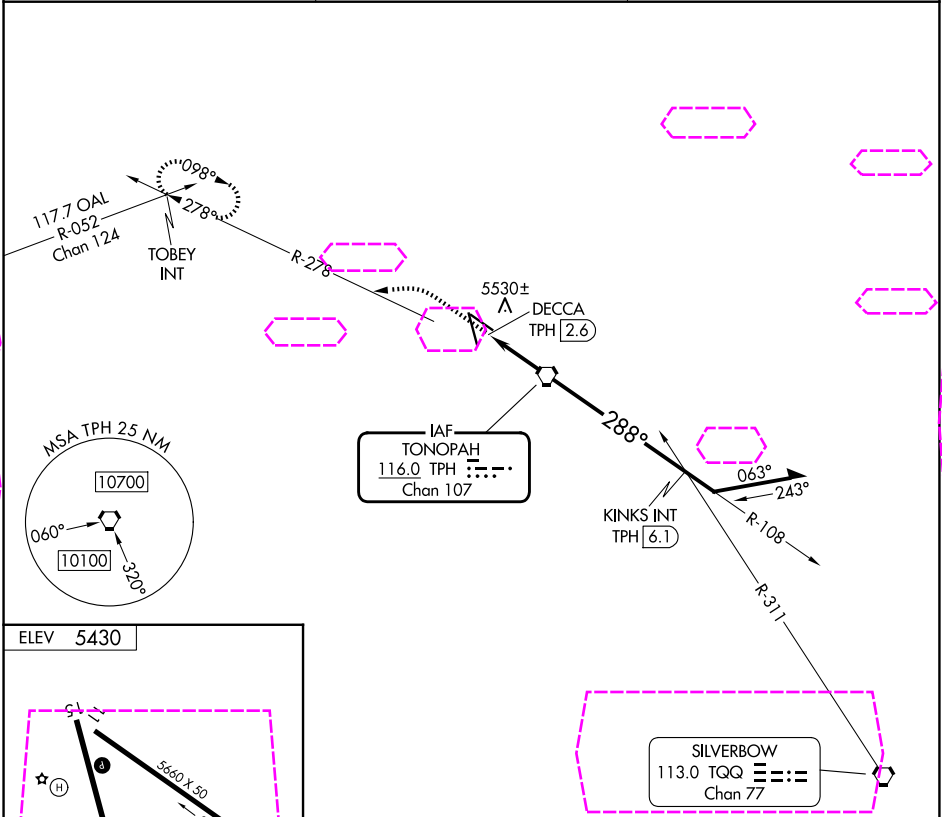 098°
278°
117.7 OAL
R-052
Chan 124
TOBEY
INT
R-278
5530±
DECCA
TPH 2.6
IAF
TONOPAH
116.0 TPH
Chan 107
288°
063°
243°
KINKS INT
TPH 6.1
R-108
R-311
MSA TPH 25 NM
10700
060°
10100
320°
ELEV 5430
15
11
P
H
5660 X 50
SILVERBOW
113.0 TQQ
Chan 77